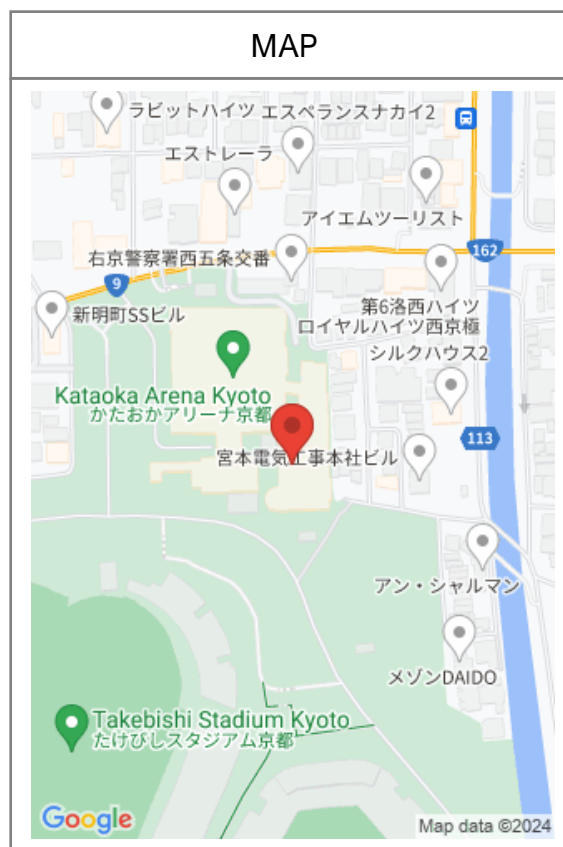 MAP
ラビットハイツ
エスペランスナカイ2
エストレーラ
アイエムツーリスト
右京警察署西五条交番
162
9
新明町SSビル
第6洛西ハイツ
ロイヤルハイツ西京極
シルクハウス2
Kataoka Arena Kyoto
かたおかアリーナ京都
113
宮本電気工事本社ビル
アン・シャルマン
メゾンDAIDO
Takebishi Stadium Kyoto
たけびしスタジアム京都
Google
Map data ©2024